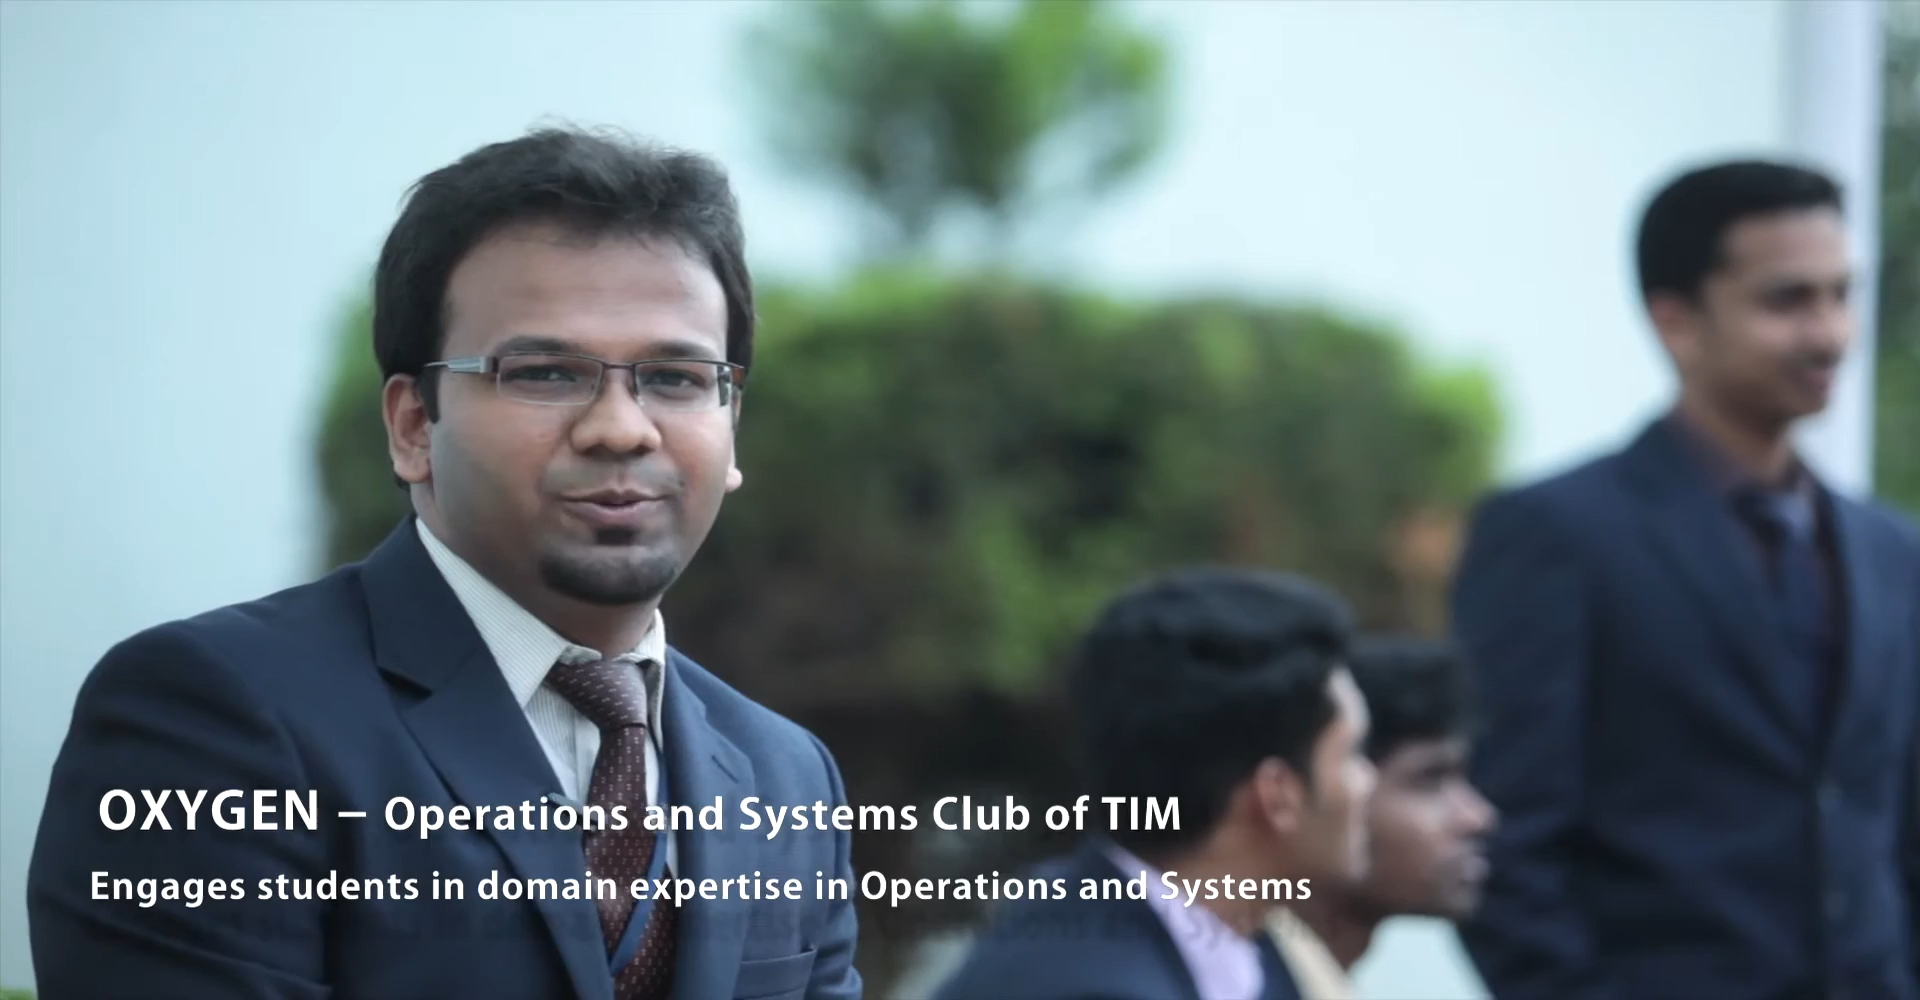 OXYGEN – Operations and Systems Club of TIM
Engages students in domain expertise in Operations and Systems